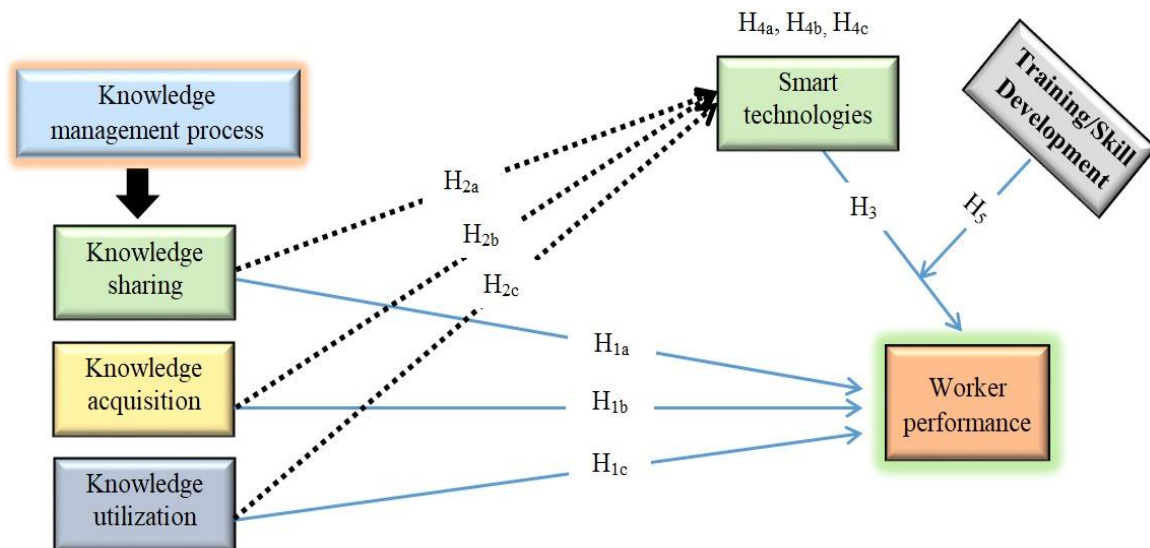 H4a, H4b, H4c
Knowledge
management process
Smart
technologies
Training/Skill
Development
H2a
H2b
H2c
H3
H5
Knowledge
sharing
Knowledge
acquisition
Knowledge
utilization
H1a
H1b
H1c
Worker
performance